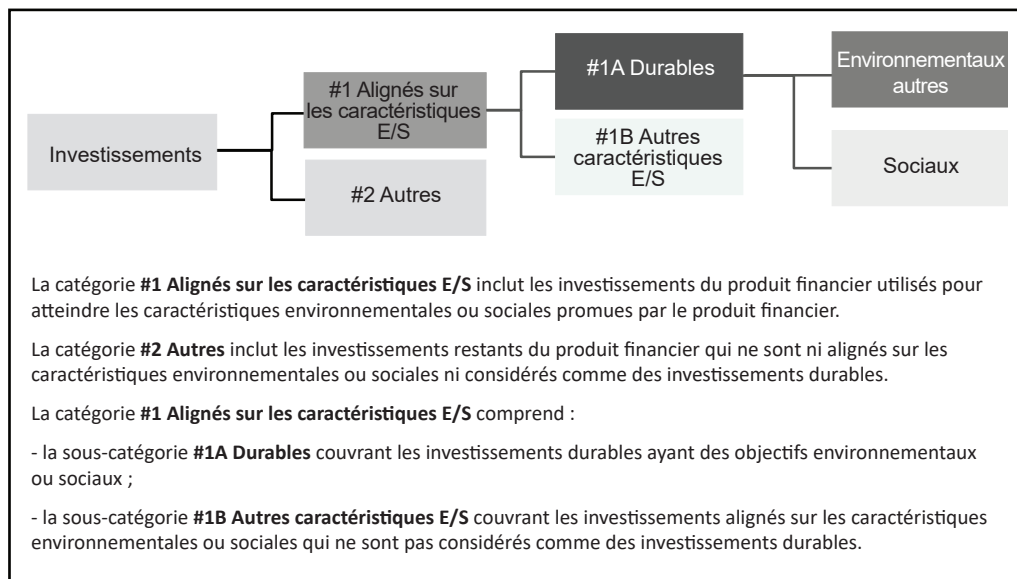 Investissements
#1 Alignés sur
les caractéristiques
E/S
#2 Autres
#1A Durables
#1B Autres
caractéristiques
E/S
Environnementaux
autres
Sociaux
La catégorie #1 Alignés sur les caractéristiques E/S inclut les investissements du produit financier utilisés pour
atteindre les caractéristiques environnementales ou sociales promues par le produit financier.
La catégorie #2 Autres inclut les investissements restants du produit financier qui ne sont ni alignés sur les
caractéristiques environnementales ou sociales ni considérés comme des investissements durables.
La catégorie #1 Alignés sur les caractéristiques E/S comprend :
- la sous-catégorie #1A Durables couvrant les investissements durables ayant des objectifs environnementaux
ou sociaux ;
- la sous-catégorie #1B Autres caractéristiques E/S couvrant les investissements alignés sur les caractéristiques
environnementales ou sociales qui ne sont pas considérés comme des investissements durables.